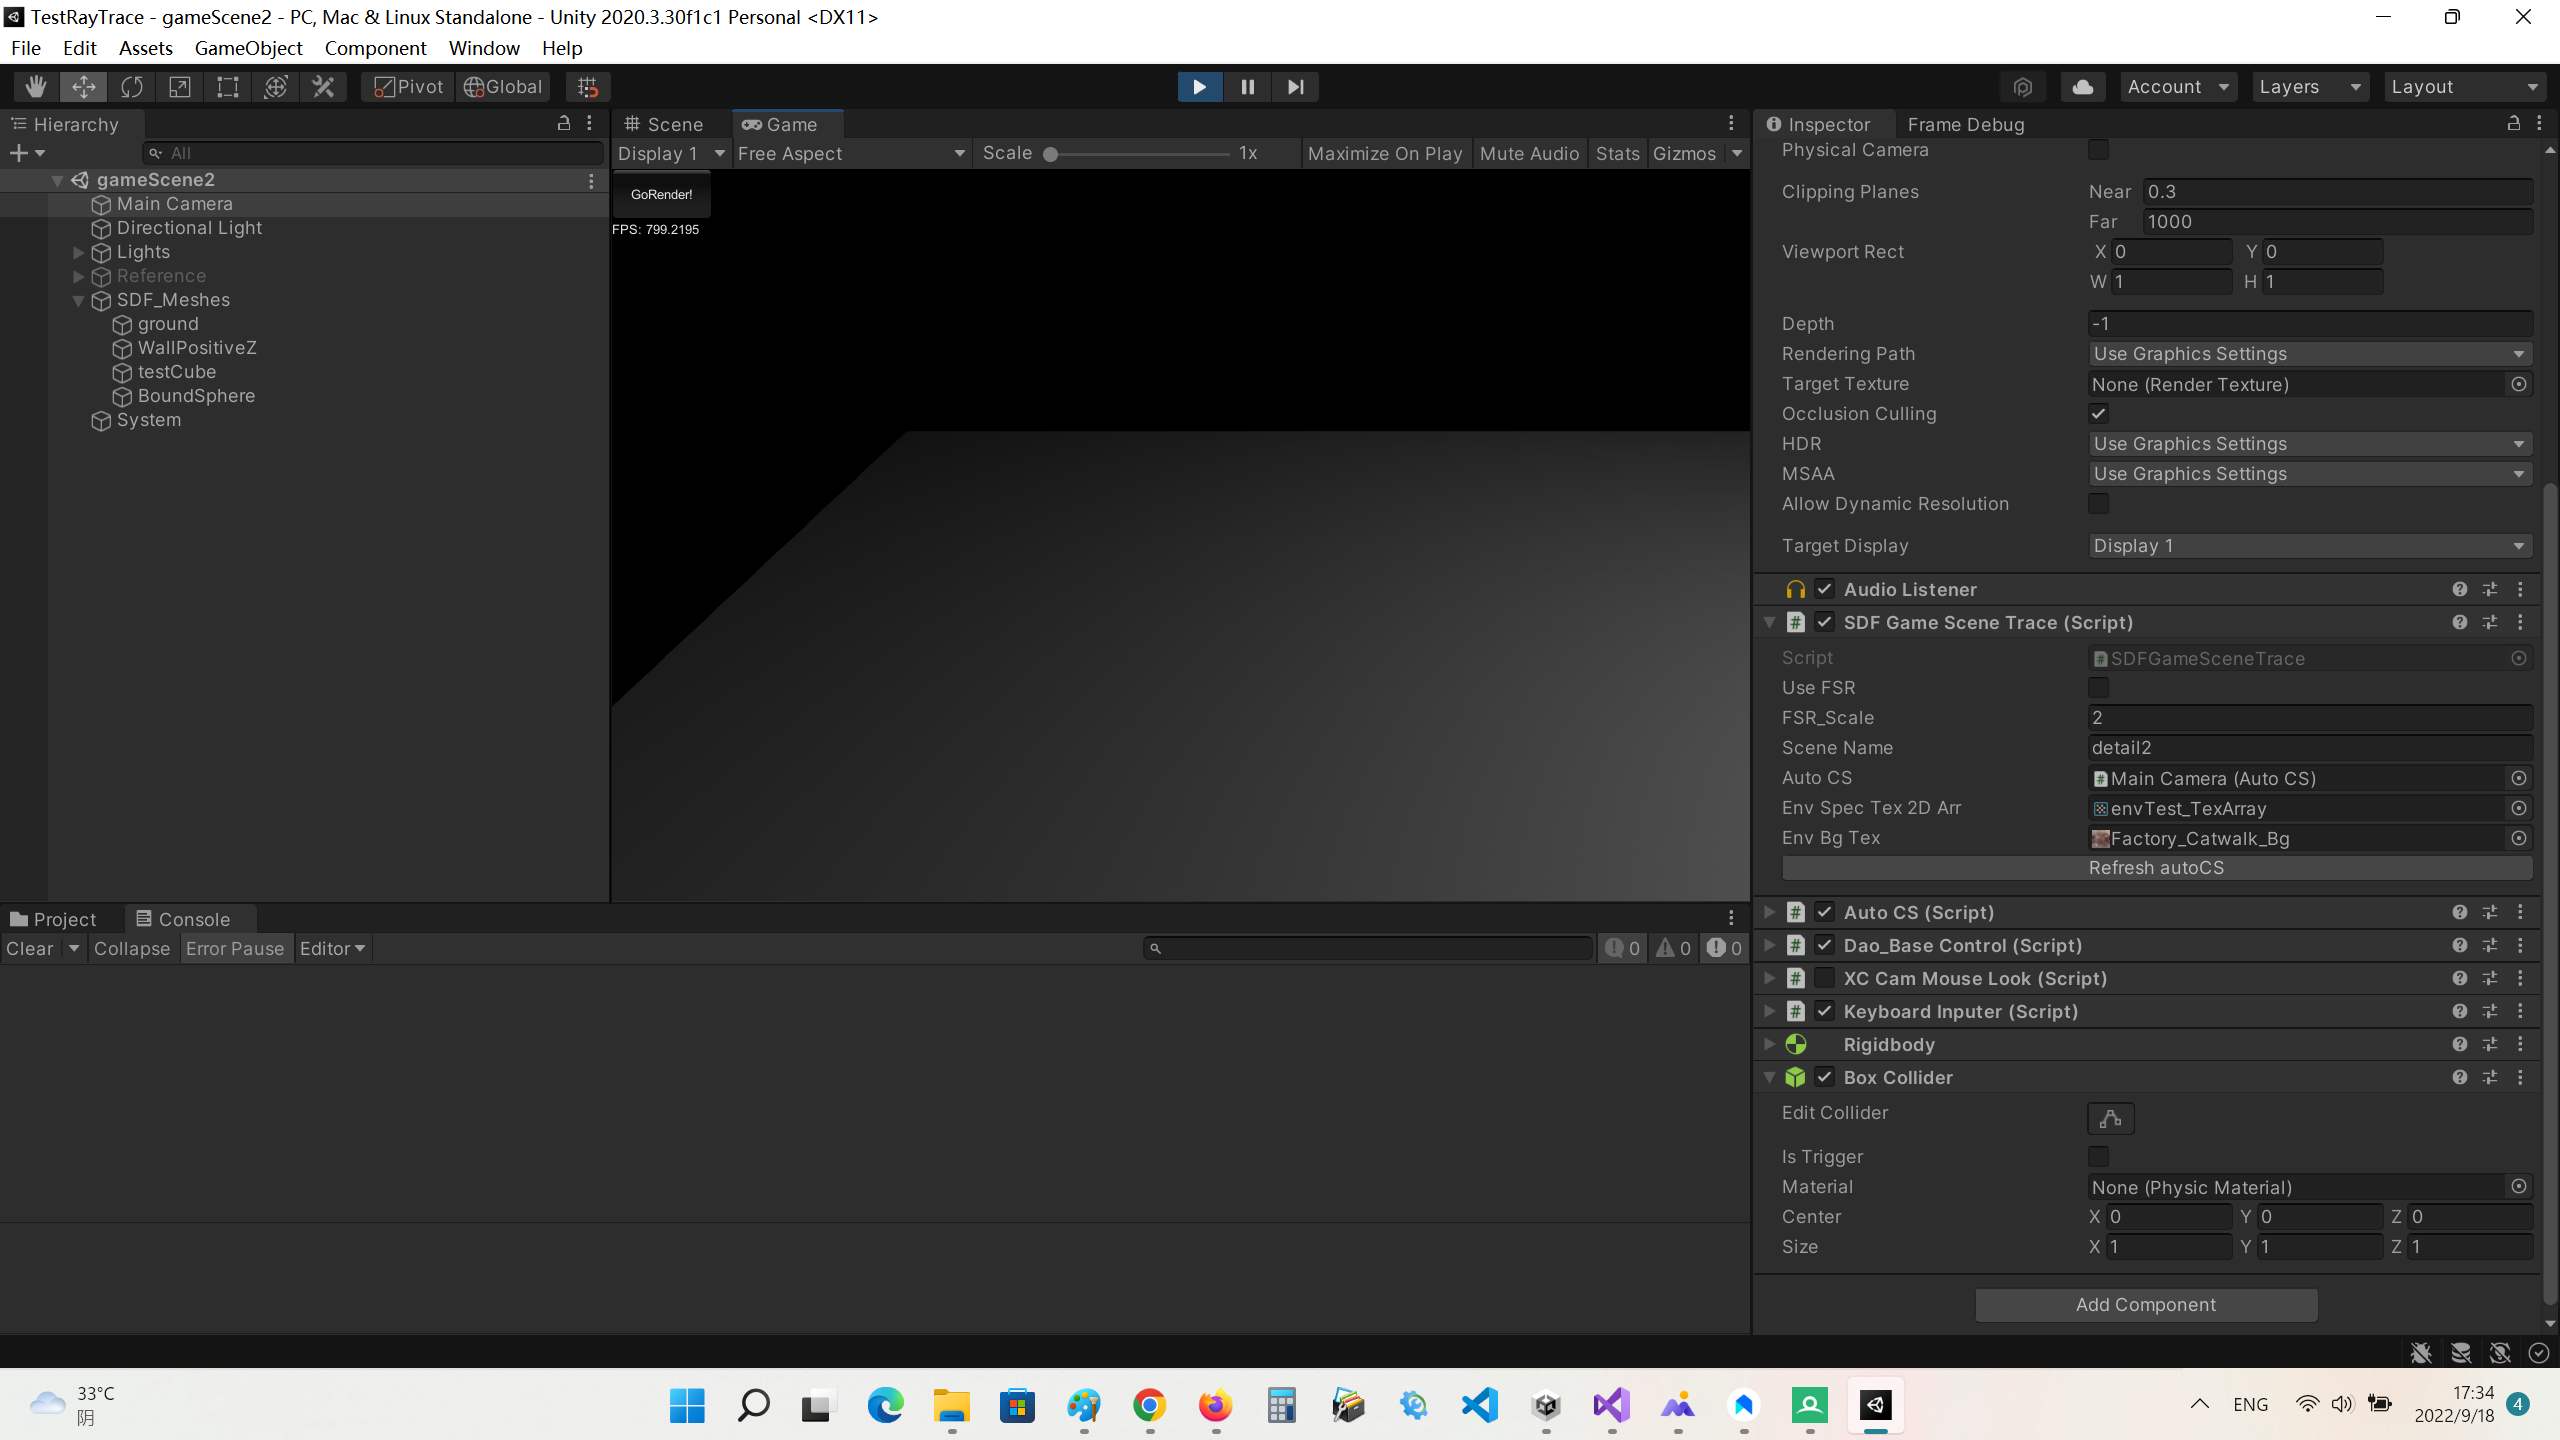 TestRayTrace - gameScene2 - PC, Mac & Linux Standalone - Unity 2020.3.30f1c1 Personal <DX11>
File Edit Assets GameObject Component Window Help
Pivot Global Account Layers Layout
Hierarchy
All
gameScene2
Main Camera
Directional Light
Lights
Reference
SDF_Meshes
ground
WallPositiveZ
testCube
BoundSphere
System
Scene Game
Display 1 Free Aspect Scale 1x Maximize On Play Mute Audio Stats Gizmos
GoRender!
FPS: 799.2195
Project Console
Clear Collapse Error Pause Editor 0 0 0
Inspector Frame Debug
Physical Camera
Clipping Planes Near 0.3
Far 1000
Viewport Rect X 0 Y 0
W 1 H 1
Depth -1
Rendering Path Use Graphics Settings
Target Texture None (Render Texture)
Occlusion Culling
HDR Use Graphics Settings
MSAA Use Graphics Settings
Allow Dynamic Resolution
Target Display Display 1
Audio Listener
SDF Game Scene Trace (Script)
Script SDFGameSceneTrace
Use FSR
FSR_Scale 2
Scene Name detail2
Auto CS Main Camera (Auto CS)
Env Spec Tex 2D Arr envTest_TexArray
Env Bg Tex Factory_Catwalk_Bg
Refresh autoCS
Auto CS (Script)
Dao_Base Control (Script)
XC Cam Mouse Look (Script)
Keyboard Inputer (Script)
Rigidbody
Box Collider
Edit Collider
Is Trigger
Material None (Physic Material)
Center X 0 Y 0 Z 0
Size X 1 Y 1 Z 1
Add Component
33°C
阴
ENG
17:34
2022/9/18
4